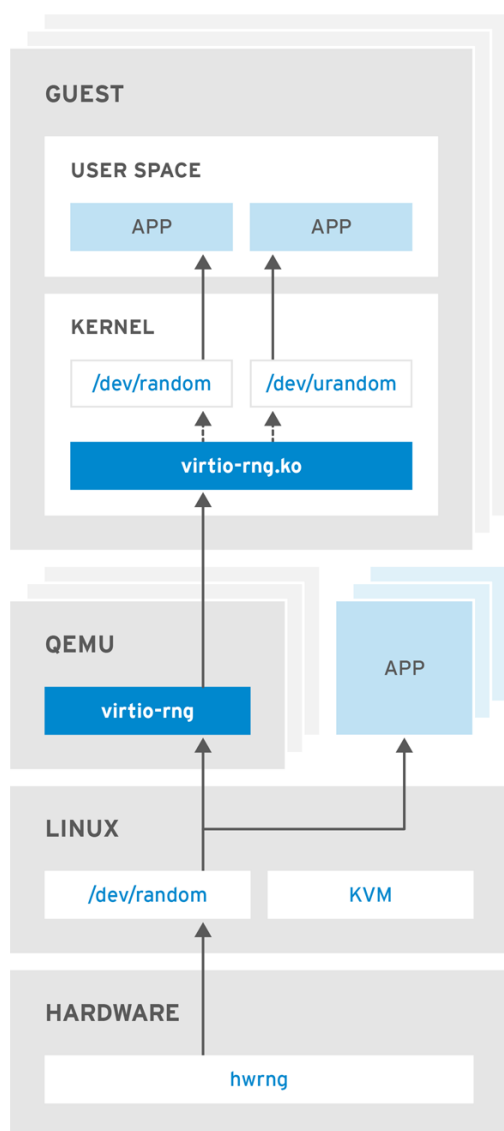 GUEST
USER SPACE
APP
APP
KERNEL
/dev/random
/dev/urandom
virtio-rng.ko
QEMU
virtio-rng
APP
LINUX
/dev/random
KVM
HARDWARE
hwrng